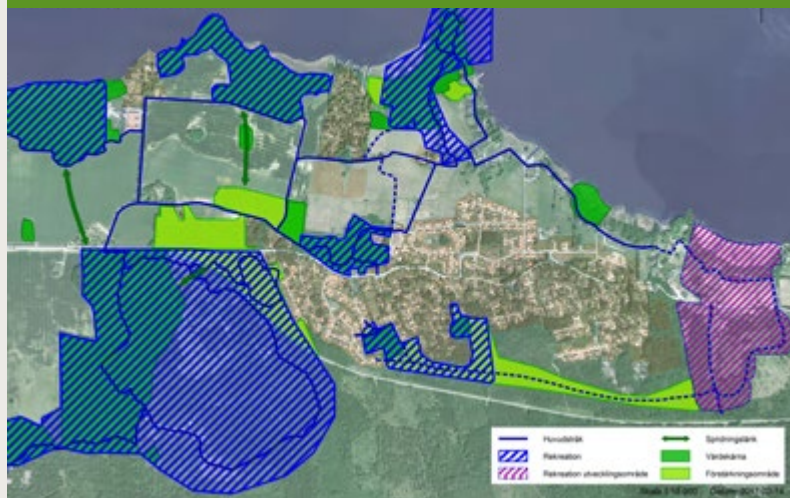 Huvudstråk
Rekreation
Rekreation utvecklingsområde
Spridningslänk
Värdekärna
Förstärkningsområde